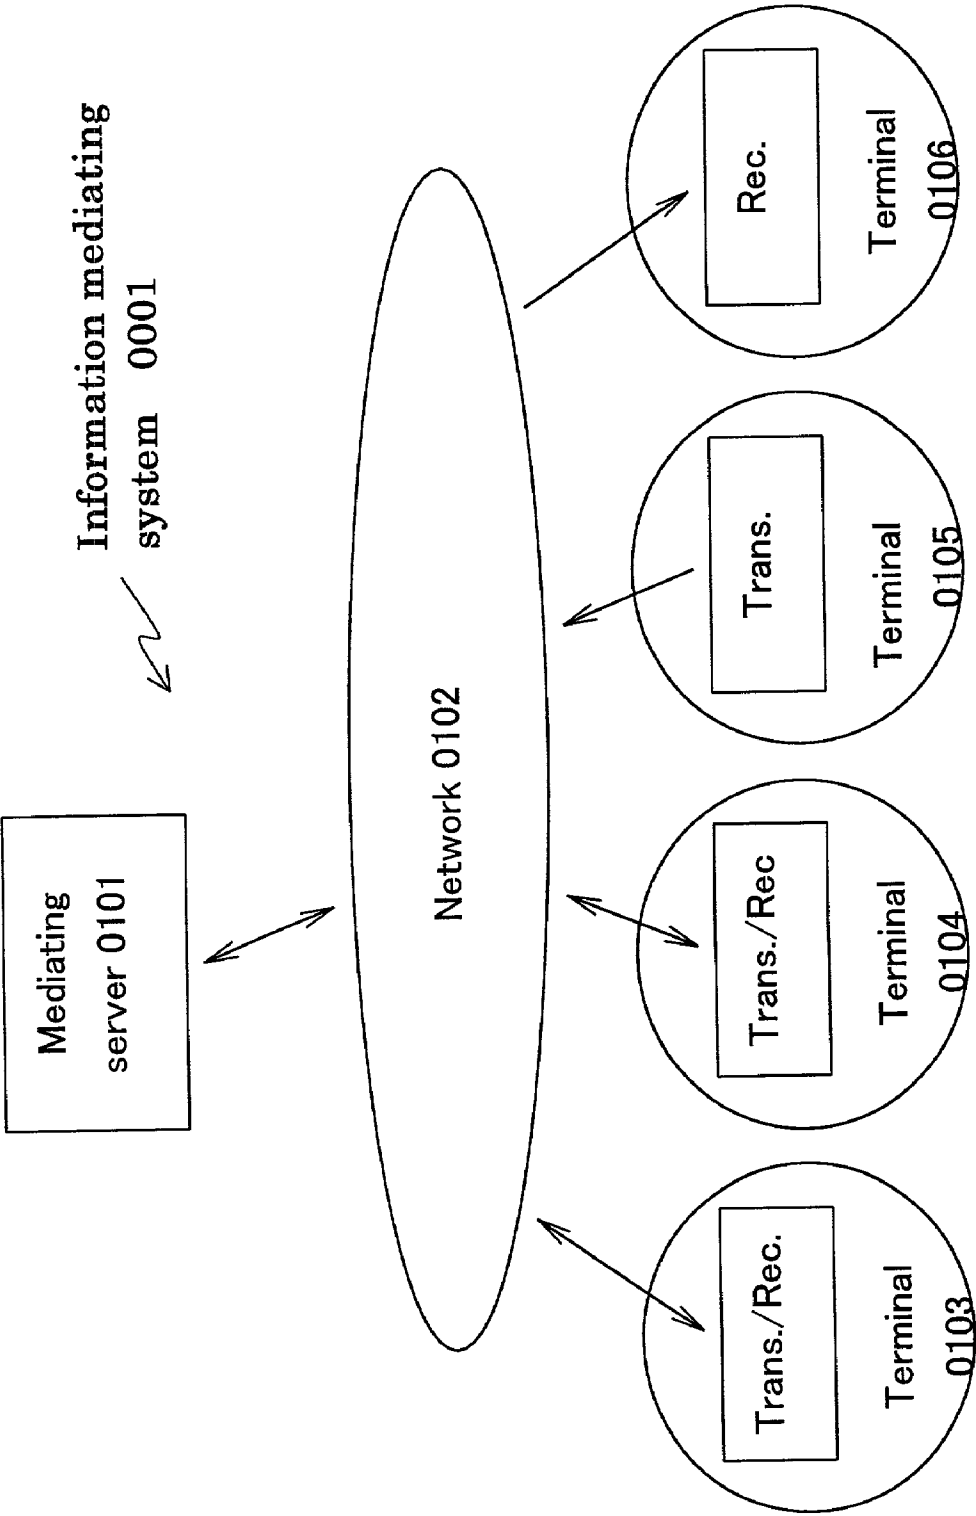 Information mediating
system 0001
Mediating
server 0101
Network 0102
Trans./Rec.
Terminal
0103
Trans./Rec
Terminal
0104
Trans.
Terminal
0105
Rec.
Terminal
0106